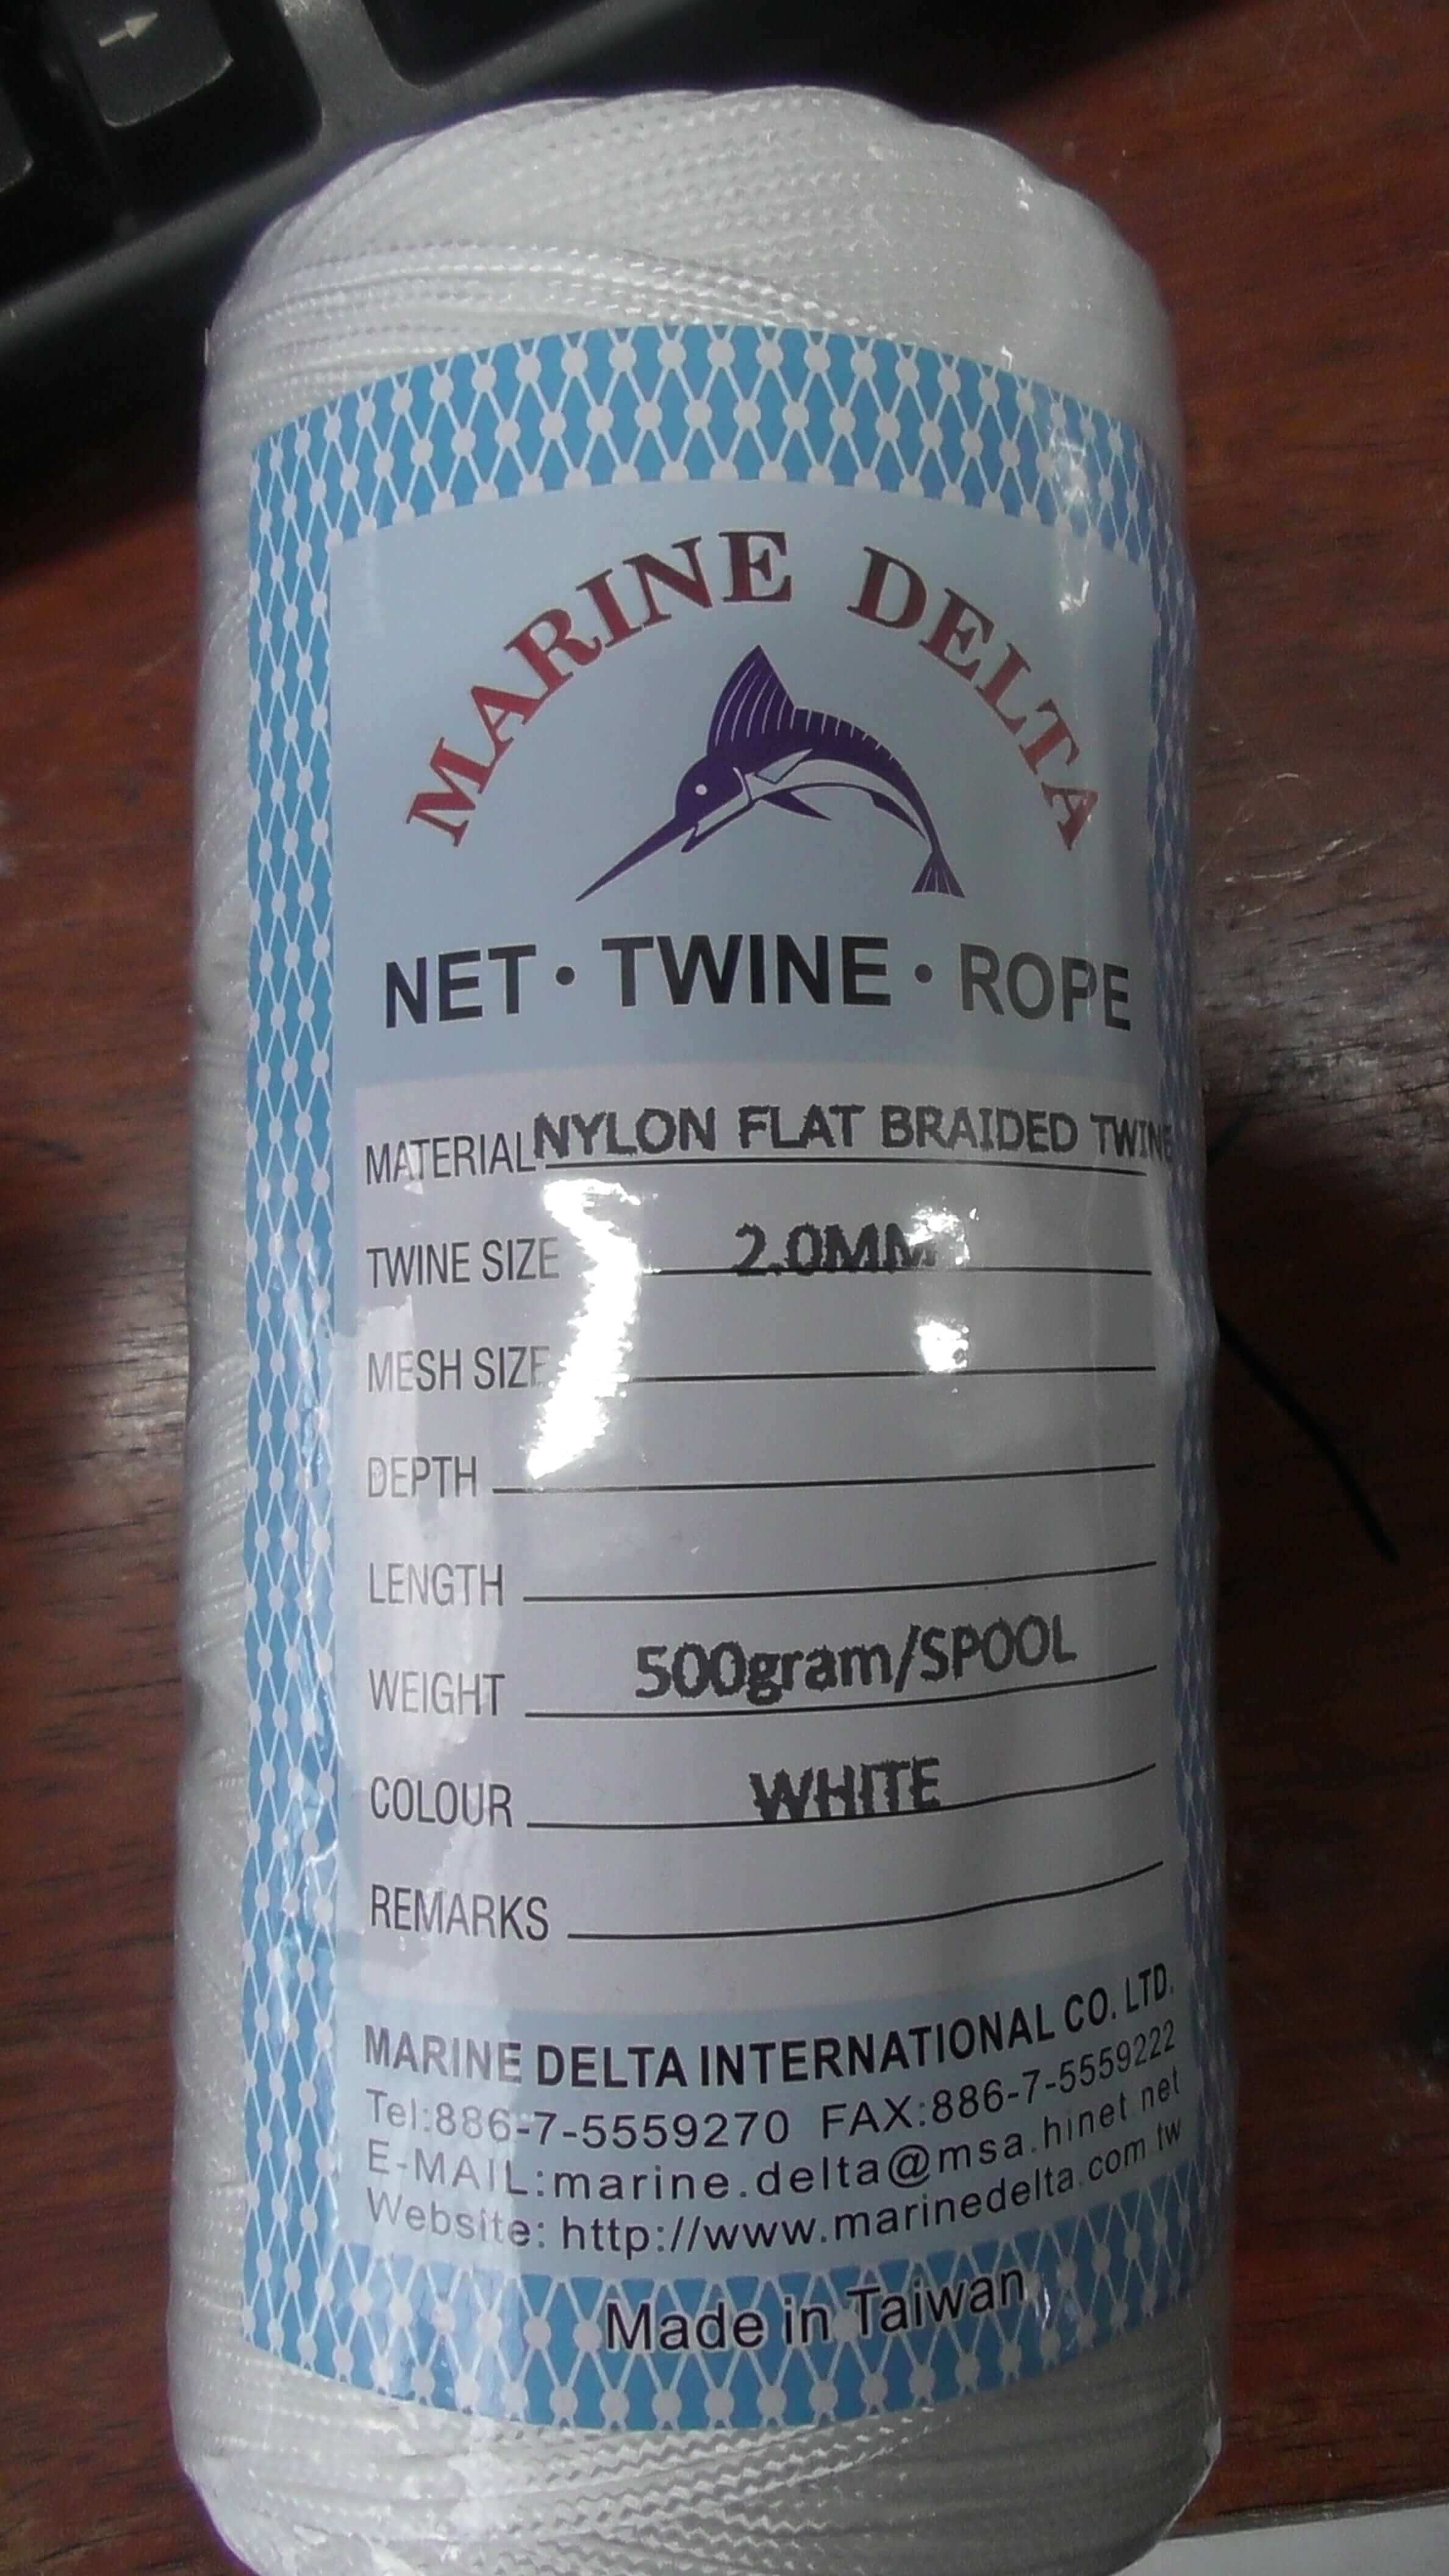 MARINE DELTA
NET · TWINE · ROPE
MATERIAL NYLON FLAT BRAIDED TWINE
TWINE SIZE 2.0MM
MESH SIZE
DEPTH
LENGTH
WEIGHT 500gram/SPOOL
COLOUR WHITE
REMARKS
MARINE DELTA INTERNATIONAL CO. LTD.
Tel:886-7-5559270 FAX:886-7-5559222
E-MAIL:marine.delta@msa.hinet.net
Website: http://www.marinedelta.com.tw
Made in Taiwan